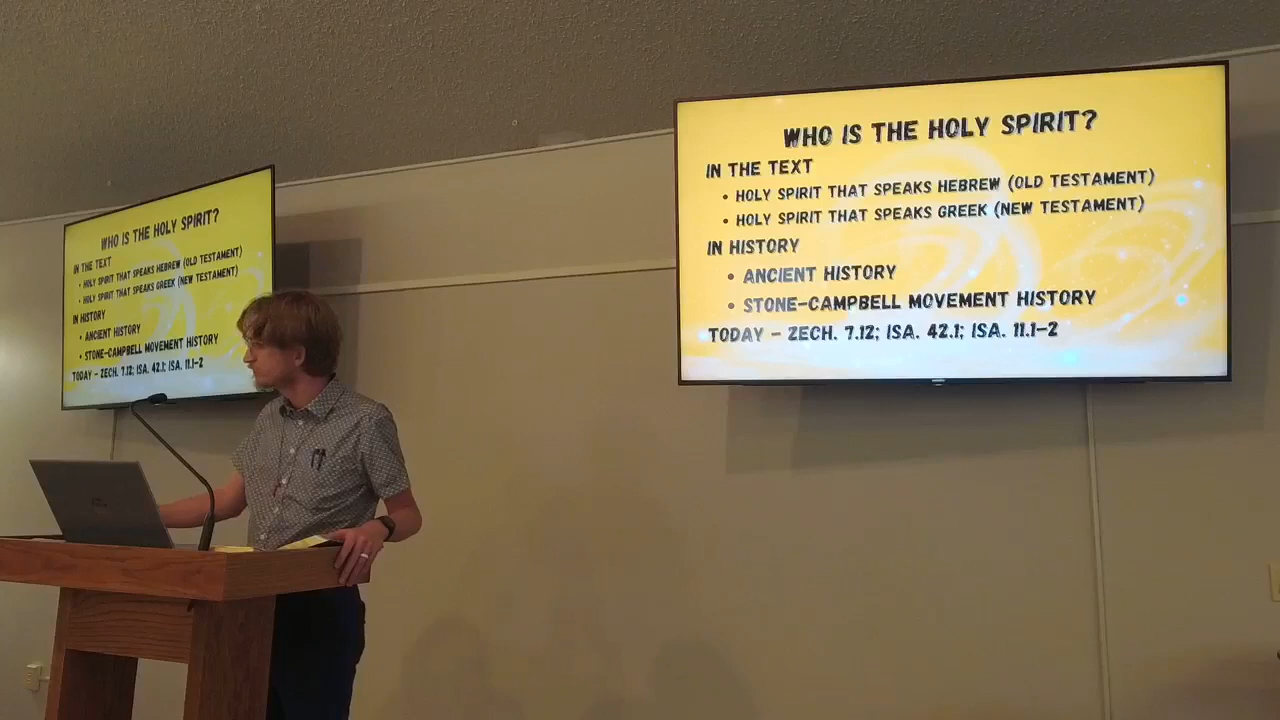 WHO IS THE HOLY SPIRIT?
IN THE TEXT
• HOLY SPIRIT THAT SPEAKS HEBREW (OLD TESTAMENT)
• HOLY SPIRIT THAT SPEAKS GREEK (NEW TESTAMENT)
IN HISTORY
• ANCIENT HISTORY
• STONE-CAMPBELL MOVEMENT HISTORY
TODAY – ZECH. 7.12; ISA. 42.1; ISA. 11.1-2
WHO IS THE HOLY SPIRIT?
IN THE TEXT
• HOLY SPIRIT THAT SPEAKS HEBREW (OLD TESTAMENT)
• HOLY SPIRIT THAT SPEAKS GREEK (NEW TESTAMENT)
IN HISTORY
• ANCIENT HISTORY
• STONE-CAMPBELL MOVEMENT HISTORY
TODAY – ZECH. 7.12; ISA. 42.1; ISA. 11.1-2